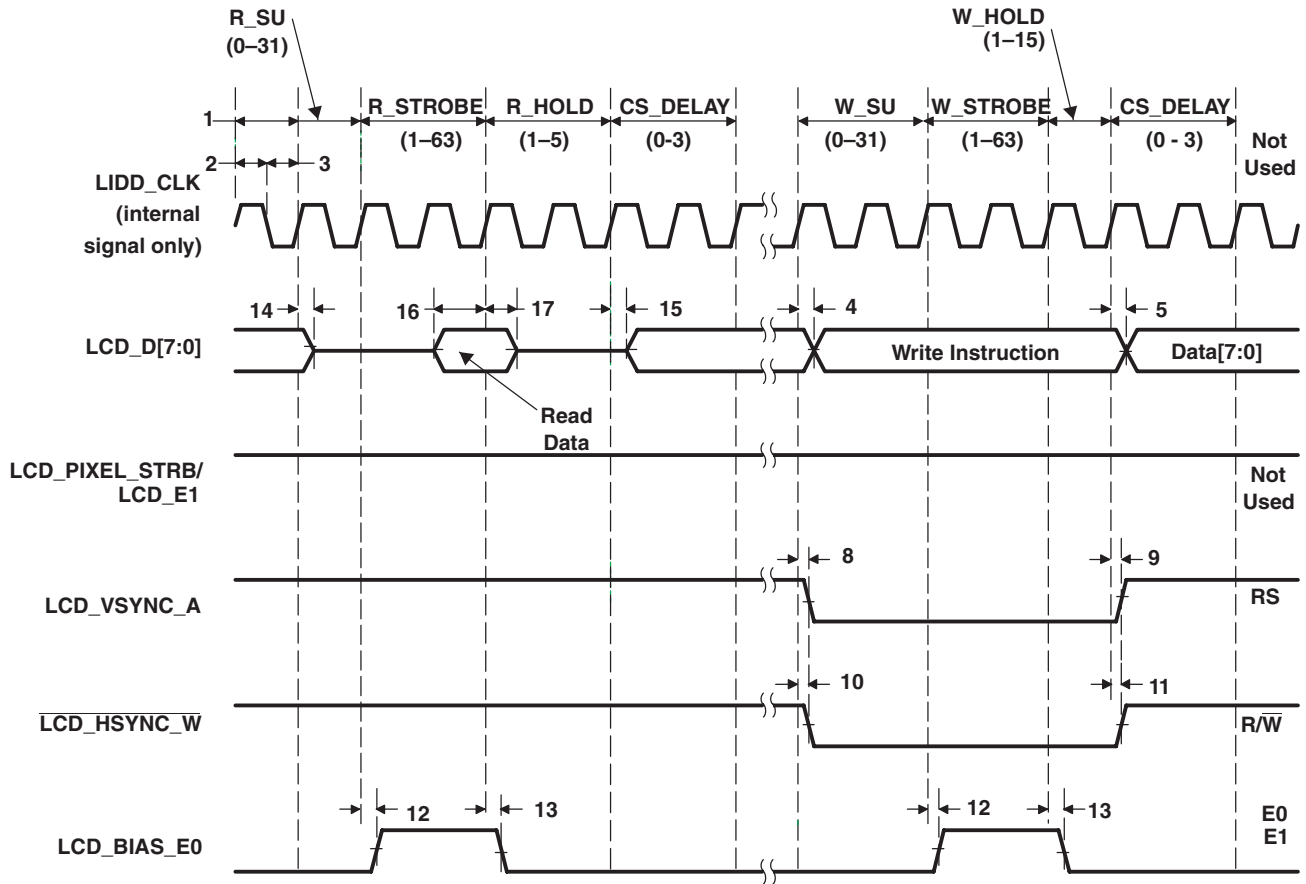 R_SU
(0–31)
W_HOLD
(1–15)
R_STROBE
R_HOLD
CS_DELAY
W_SU
W_STROBE
CS_DELAY
1
(1–63)
(1–5)
(0-3)
(0–31)
(1–63)
(0 - 3)
Not
Used
2
3
LIDD_CLK
(internal
signal only)
14
16
17
15
4
5
LCD_D[7:0]
Write Instruction
Data[7:0]
Read
Data
LCD_PIXEL_STRB/
LCD_E1
Not
Used
8
9
LCD_VSYNC_A
RS
10
11
LCD_HSYNC_W
R/W
12
13
12
13
E0
E1
LCD_BIAS_E0